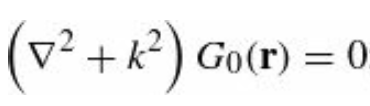 (∇² + k²) G₀(r) = 0